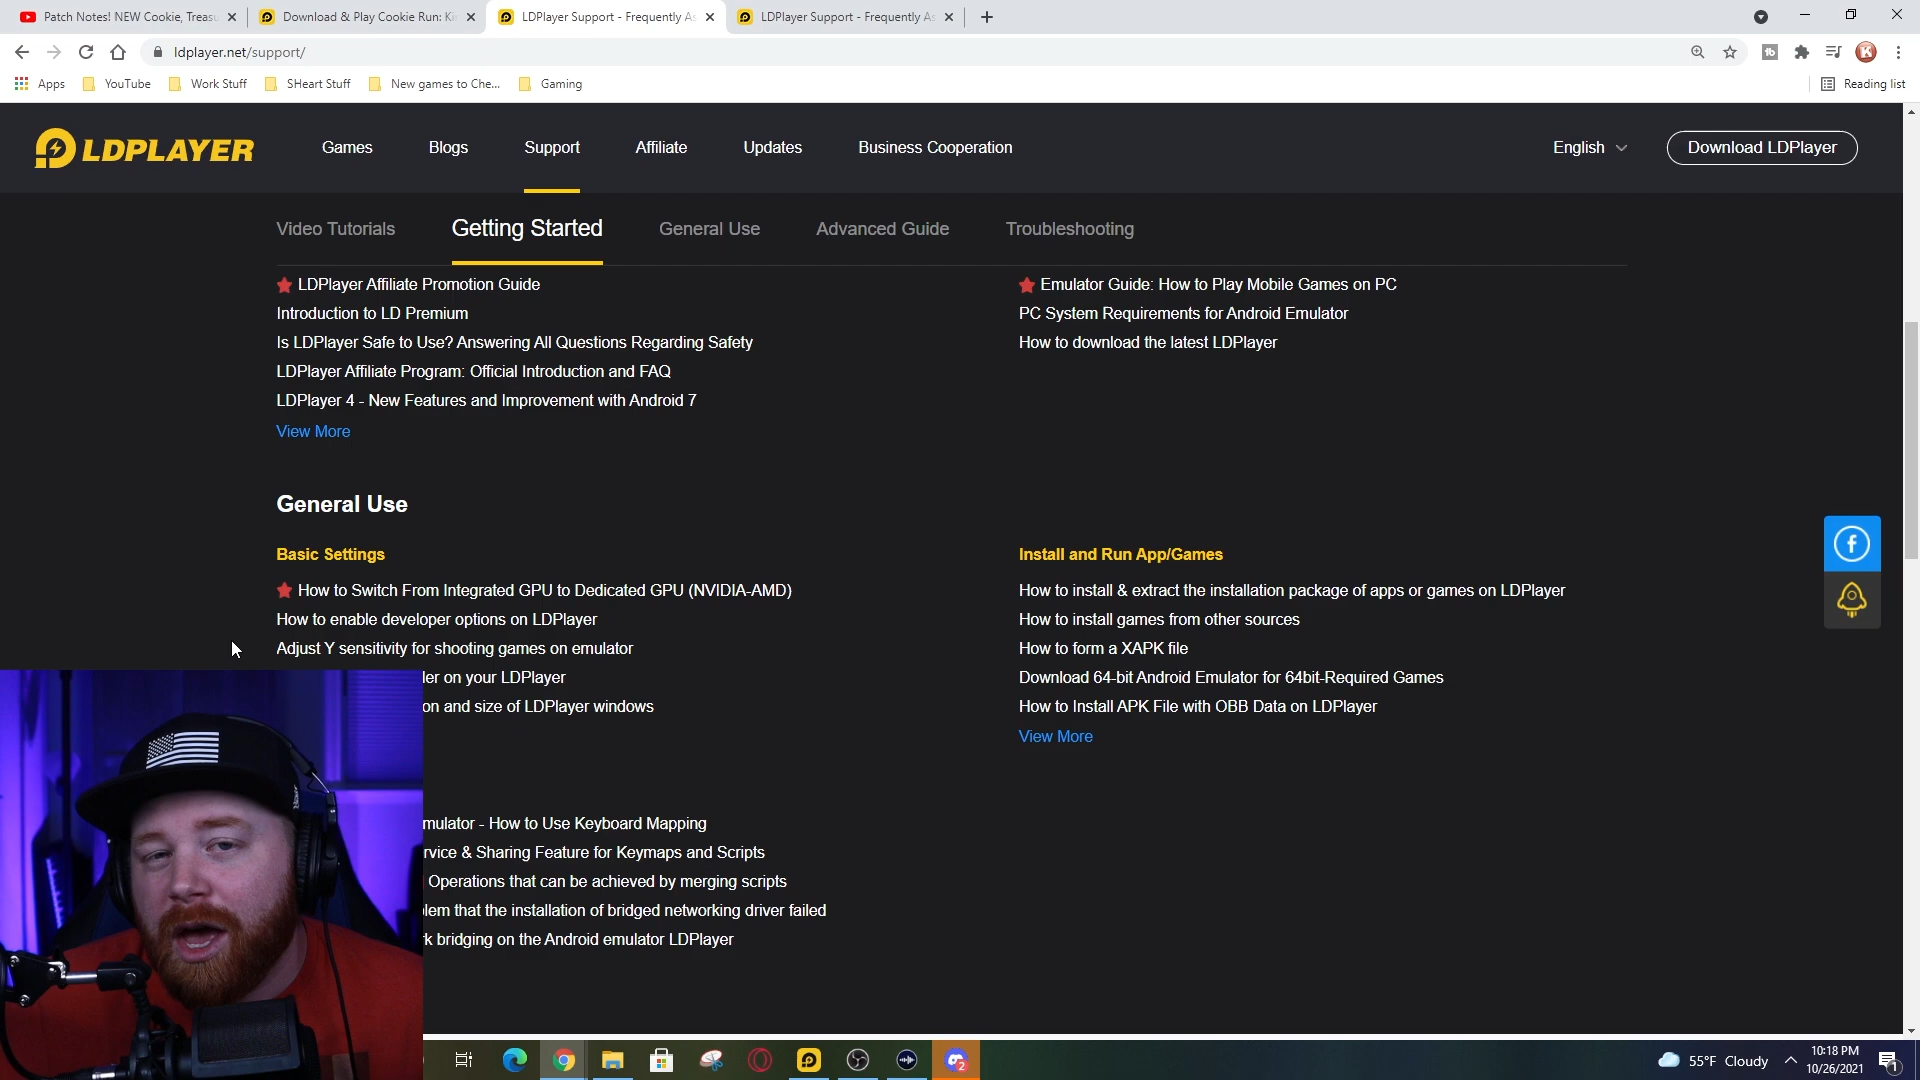 Patch Notes! NEW Cookie, Treasu
Download & Play Cookie Run: Ki
LDPlayer Support - Frequently As
LDPlayer Support - Frequently As
ldplayer.net/support/
Apps
YouTube
Work Stuff
SHeart Stuff
New games to Che...
Gaming
Reading list
LDPLAYER
Games
Blogs
Support
Affiliate
Updates
Business Cooperation
English
Download LDPlayer
Video Tutorials
Getting Started
General Use
Advanced Guide
Troubleshooting
LDPlayer Affiliate Promotion Guide
Introduction to LD Premium
Is LDPlayer Safe to Use? Answering All Questions Regarding Safety
LDPlayer Affiliate Program: Official Introduction and FAQ
LDPlayer 4 - New Features and Improvement with Android 7
View More
Emulator Guide: How to Play Mobile Games on PC
PC System Requirements for Android Emulator
How to download the latest LDPlayer
General Use
Basic Settings
How to Switch From Integrated GPU to Dedicated GPU (NVIDIA-AMD)
How to enable developer options on LDPlayer
Adjust Y sensitivity for shooting games on emulator
ler on your LDPlayer
on and size of LDPlayer windows
Install and Run App/Games
How to install & extract the installation package of apps or games on LDPlayer
How to install games from other sources
How to form a XAPK file
Download 64-bit Android Emulator for 64bit-Required Games
How to Install APK File with OBB Data on LDPlayer
View More
mulator - How to Use Keyboard Mapping
rvice & Sharing Feature for Keymaps and Scripts
Operations that can be achieved by merging scripts
lem that the installation of bridged networking driver failed
k bridging on the Android emulator LDPlayer
55°F Cloudy
10:18 PM
10/26/2021